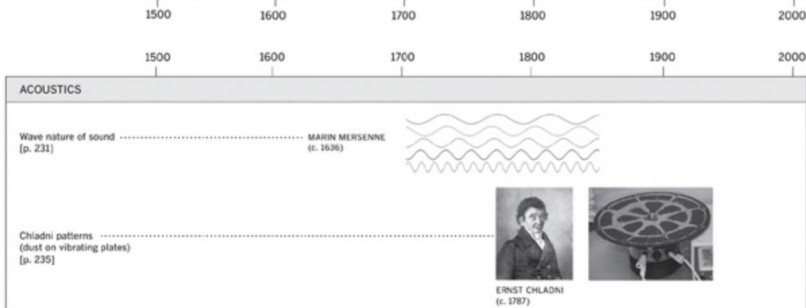 1500 1600 1700 1800 1900 2000
1500 1600 1700 1800 1900 2000
ACOUSTICS
Wave nature of sound
[p. 231]
MARIN MERSENNE
(c. 1636)
Chladni patterns
(dust on vibrating plates)
[p. 235]
ERNST CHLADNI
(c. 1787)